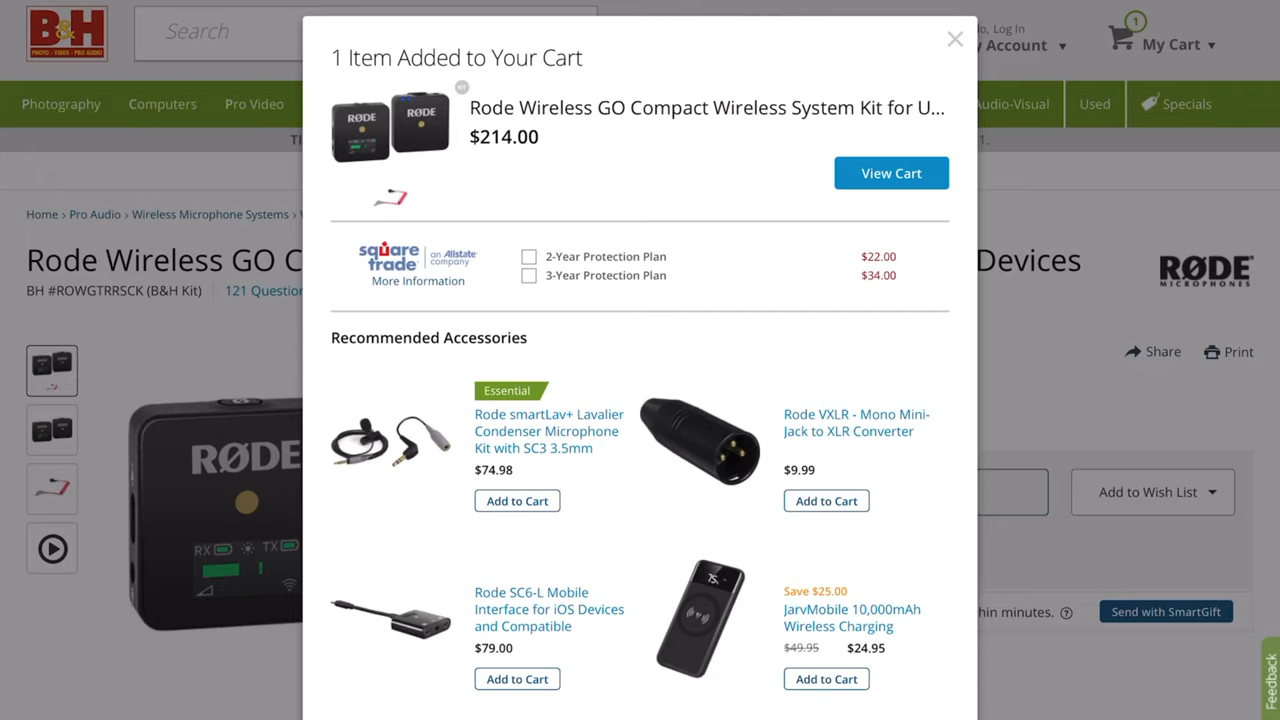 B&H
PHOTO - VIDEO - PRO AUDIO
Search
Log In
Account
1
My Cart
Photography
Computers
Pro Video
Audio-Visual
Used
Specials
1 Item Added to Your Cart
KIT
RØDE
RØDE
Rode Wireless GO Compact Wireless System Kit for U...
$214.00
View Cart
Home › Pro Audio › Wireless Microphone Systems ›
Rode Wireless GO C
Devices
BH #ROWGTRRSCK (B&H Kit)
121 Questio
RØDE
MICROPHONES
square trade
an Allstate company
More Information
2-Year Protection Plan
$22.00
3-Year Protection Plan
$34.00
Share
Print
Recommended Accessories
Essential
Rode smartLav+ Lavalier
Condenser Microphone
Kit with SC3 3.5mm
$74.98
Add to Cart
Rode VXLR - Mono Mini-
Jack to XLR Converter
$9.99
Add to Cart
RØDE
RX
TX
Add to Wish List
75%
Rode SC6-L Mobile
Interface for iOS Devices
and Compatible
$79.00
Add to Cart
Save $25.00
JarvMobile 10,000mAh
Wireless Charging
$49.95 $24.95
Add to Cart
minutes.
Send with SmartGift
Feedback